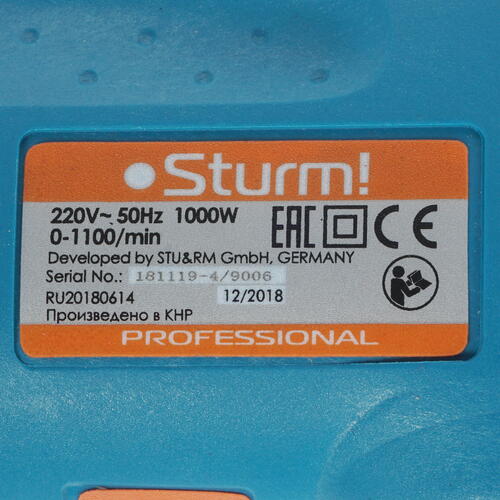 Sturm!
220V~ 50Hz 1000W
0-1100/min
EAC CE
Developed by STU&RM GmbH, GERMANY
Serial No.: 181119-4/9006
RU20180614 12/2018
Произведено в КНР
PROFESSIONAL